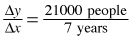 Δy/Δx = 21000 people/7 years